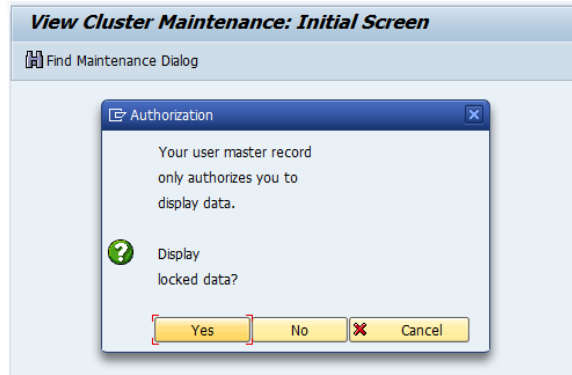 View Cluster Maintenance: Initial Screen
Find Maintenance Dialog
Authorization
Your user master record
only authorizes you to
display data.
Display
locked data?
Yes No Cancel